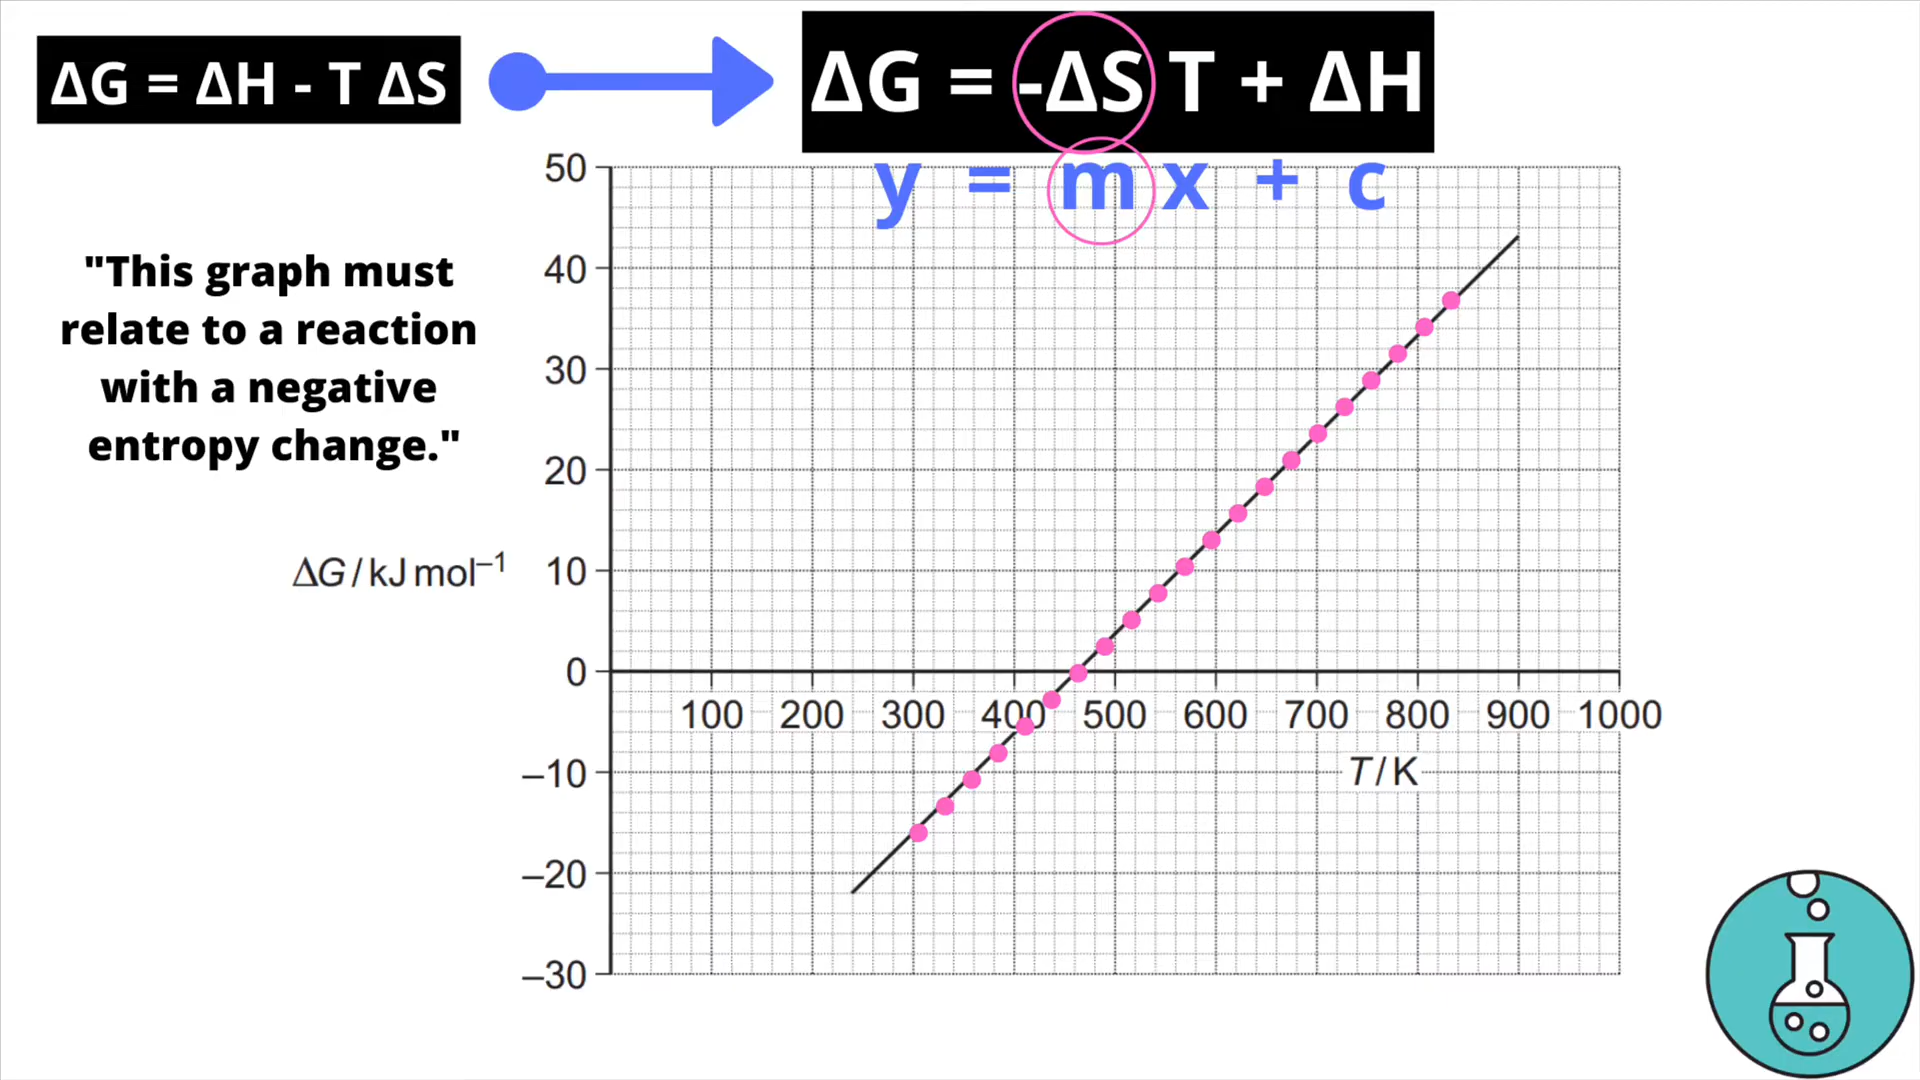 ΔG = ΔH - T ΔS
ΔG = -ΔS T + ΔH
y = m x + c
"This graph must
relate to a reaction
with a negative
entropy change."
ΔG / kJ mol⁻¹
50
40
30
20
10
0
–10
–20
–30
100 200 300 400 500 600 700 800 900 1000
T / K